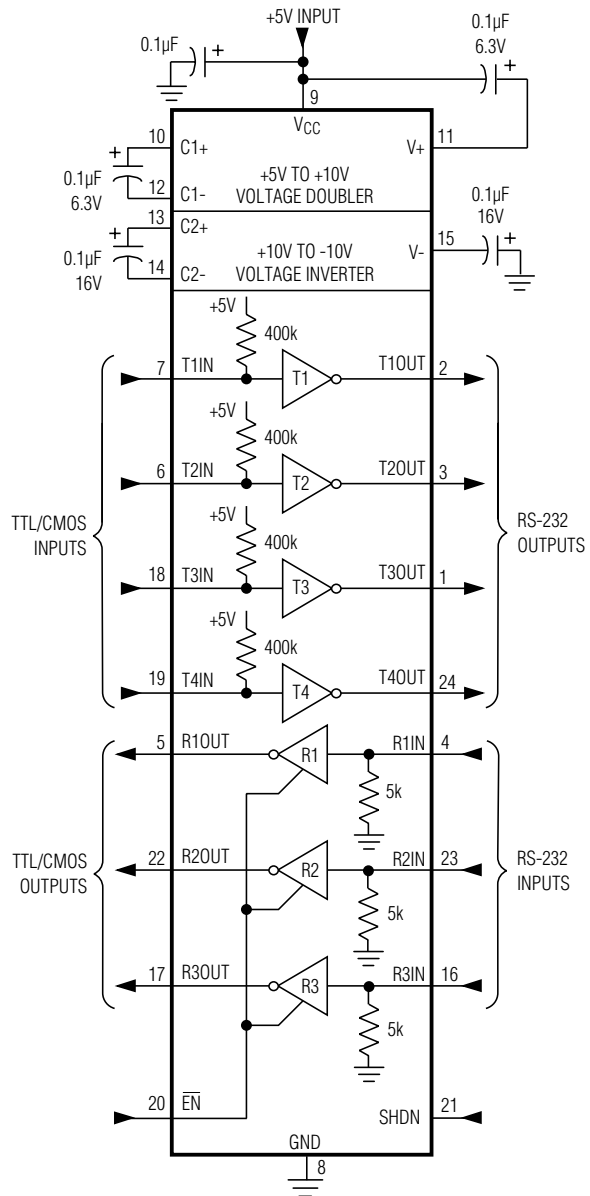 +5V INPUT
0.1µF
0.1µF
6.3V
9
VCC
10
C1+
V+
11
0.1µF
6.3V
+5V TO +10V
VOLTAGE DOUBLER
12
C1-
13
C2+
0.1µF
16V
+10V TO -10V
VOLTAGE INVERTER
V-
15
0.1µF
16V
14
C2-
+5V
400k
7
T1IN
T1
T1OUT
2
+5V
400k
6
T2IN
T2
T2OUT
3
TTL/CMOS
INPUTS
RS-232
OUTPUTS
+5V
400k
18
T3IN
T3
T3OUT
1
+5V
400k
19
T4IN
T4
T4OUT
24
5
R1OUT
R1
R1IN
4
5k
TTL/CMOS
OUTPUTS
22
R2OUT
R2
R2IN
23
RS-232
INPUTS
5k
17
R3OUT
R3
R3IN
16
5k
20
EN
SHDN
21
GND
8